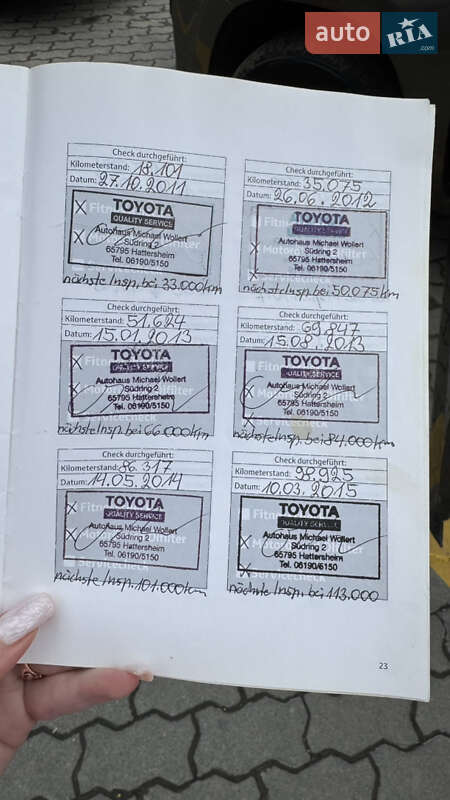 auto RIA .com
Check durchgeführt:
Kilometerstand: 18.101
Datum: 27.10.2011
X Fitne
TOYOTA
QUALITY SERVICE
Autohaus Michael Wollert
Südring 2
65795 Hattersheim
Tel. 06190/5150
nächste Insp. bei 33.000 km
Check durchgeführt:
Kilometerstand: 35.075
Datum: 26.06.2012
TOYOTA
QUALITY SERVICE
Autohaus Michael Wollert
Südring 2
65795 Hattersheim
Tel. 06190/5150
nächste Insp. bei 50.075 km
Check durchgeführt:
Kilometerstand: 51.624
Datum: 15.01.2013
TOYOTA
QUALITY SERVICE
Autohaus Michael Wollert
Südring 2
65795 Hattersheim
Tel. 06190/5150
nächste Insp. bei 66.000 km
Check durchgeführt:
Kilometerstand: 69.847
Datum: 15.08.2013
TOYOTA
QUALITY SERVICE
Autohaus Michael Wollert
Südring 2
65795 Hattersheim
Tel. 06190/5150
nächste Insp. bei 84.000 km
Check durchgeführt:
Kilometerstand: 86.317
Datum: 14.05.2014
TOYOTA
QUALITY SERVICE
Autohaus Michael Wollert
Südring 2
65795 Hattersheim
Tel. 06190/5150
Servicecheck
nächste Insp. 101.000 km
Check durchgeführt:
Kilometerstand: 98.925
Datum: 10.03.2015
TOYOTA
QUALITY SERVICE
Autohaus Michael Wollert
Südring 2
65795 Hattersheim
Tel. 06190/5150
Servicecheck
nächste Insp. bei 113.000
23